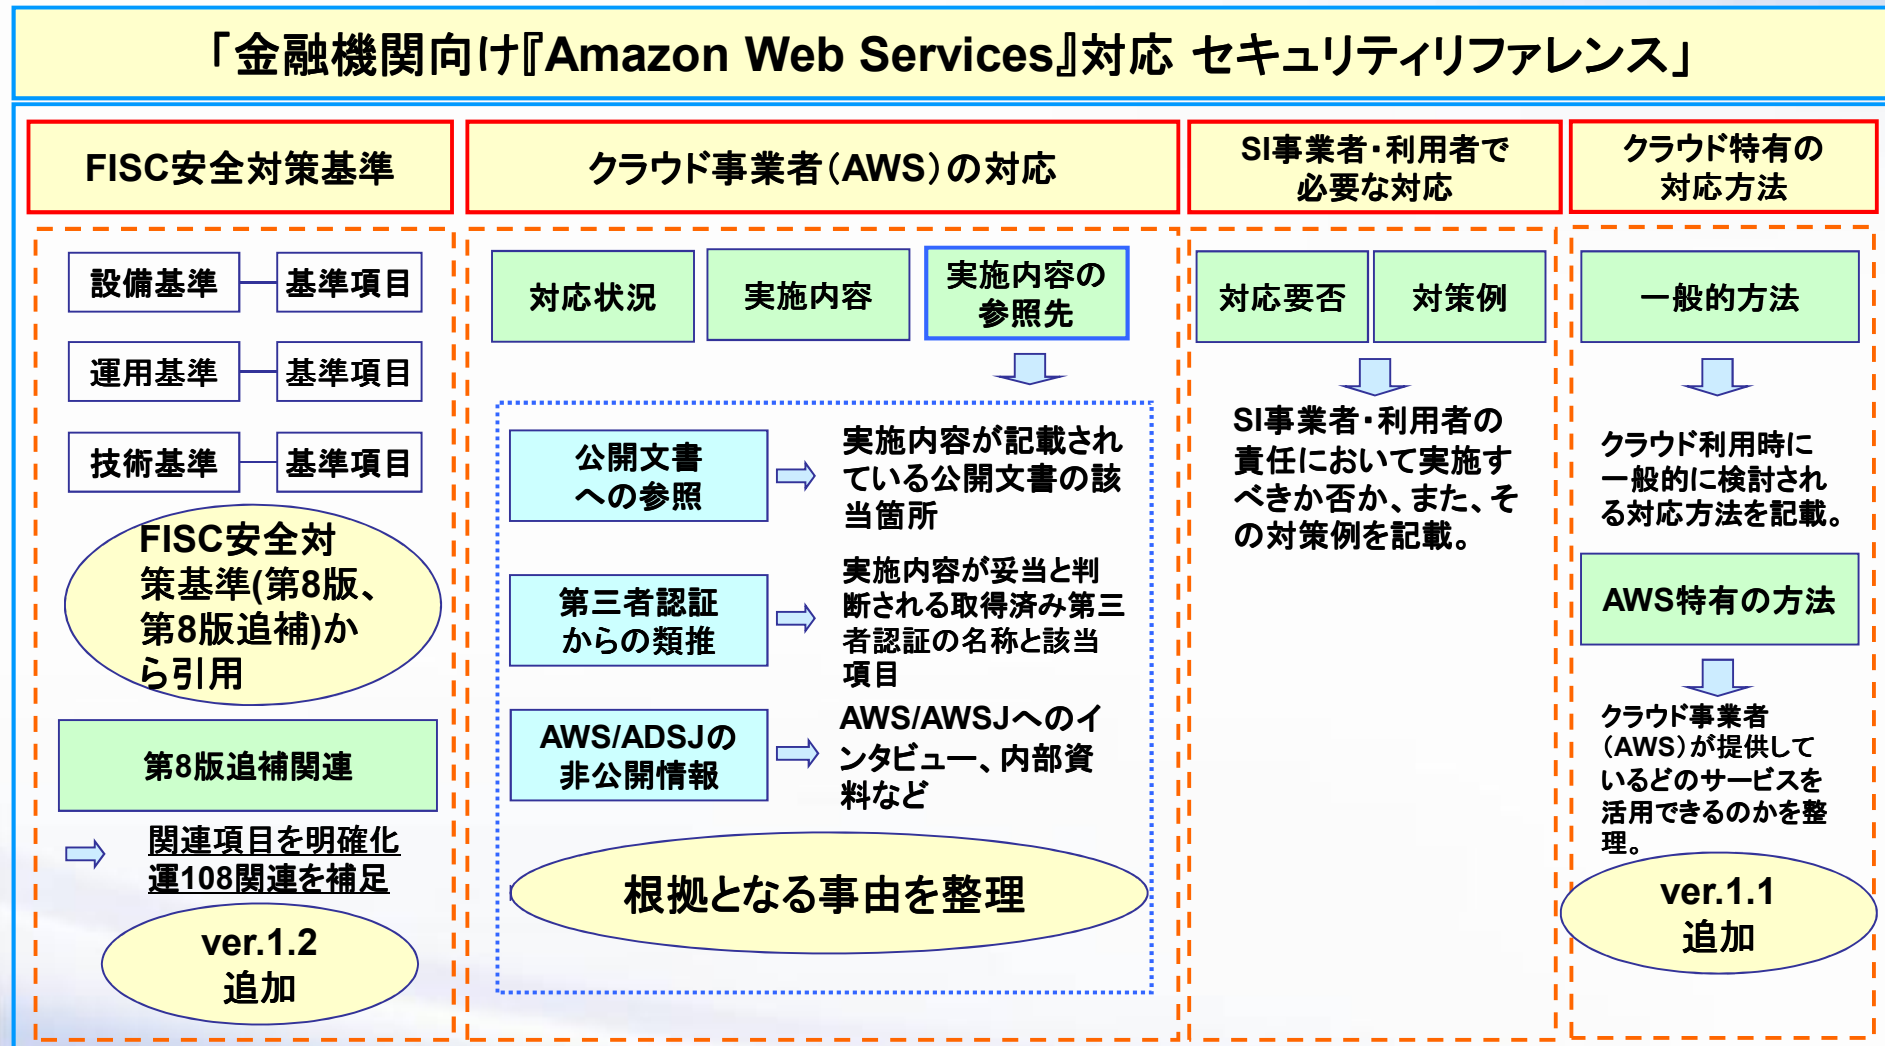 「金融機関向け『Amazon Web Services』対応 セキュリティリファレンス」
FISC安全対策基準
設備基準
基準項目
運用基準
基準項目
技術基準
基準項目
FISC安全対
策基準(第8版、
第8版追補)か
ら引用
第8版追補関連
関連項目を明確化
運108関連を補足
ver.1.2
追加
クラウド事業者（AWS）の対応
対応状況
実施内容
実施内容の
参照先
公開文書
への参照
実施内容が記載され
ている公開文書の該
当箇所
第三者認証
からの類推
実施内容が妥当と判
断される取得済み第三
者認証の名称と該当
項目
AWS/ADSJの
非公開情報
AWS/AWSJへのイ
ンタビュー、内部資
料など
根拠となる事由を整理
SI事業者・利用者で
必要な対応
対応要否
対策例
SI事業者・利用者の
責任において実施す
べきか否か、また、そ
の対策例を記載。
クラウド特有の
対応方法
一般的方法
クラウド利用時に
一般的に検討され
る対応方法を記載。
AWS特有の方法
クラウド事業者
（AWS）が提供して
いるどのサービスを
活用できるのかを整
理。
ver.1.1
追加